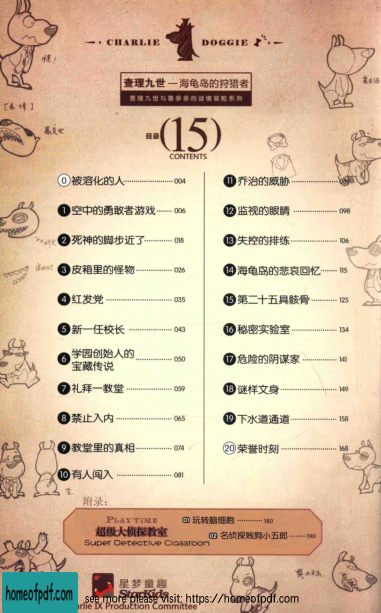 CHARLIE DOGGIE
查理九世—海龟岛的狩猎者
查理九世与墨多多的谜境冒险系列
目录(15)
CONTENTS
0 被溶化的人 004
1 空中的勇敢者游戏 006
2 死神的脚步近了 018
3 皮箱里的怪物 026
4 红发党 035
5 新一任校长 043
6 学园创始人的
宝藏传说 050
7 礼拜一教堂 059
8 禁止入内 065
9 教堂里的真相 074
10 有人闯入 081
11 乔治的威胁
12 监视的眼睛 098
13 失控的排练 106
14 海龟岛的悲哀回忆 115
15 第二十五具骸骨 125
16 秘密实验室 134
17 危险的阴谋家 141
18 谜样文身 149
19 下水道通道 158
20 荣誉时刻 168
附录:
PLAY TIME
超级大侦探教室
Super Detective Classroom
01 玩转脑细胞 180
02 名侦探贱狗小五郎 190
星梦童趣
StarKids
Charlie IX Production Committee
homeofpdf.com
see more please visit: https://homeofpdf.com